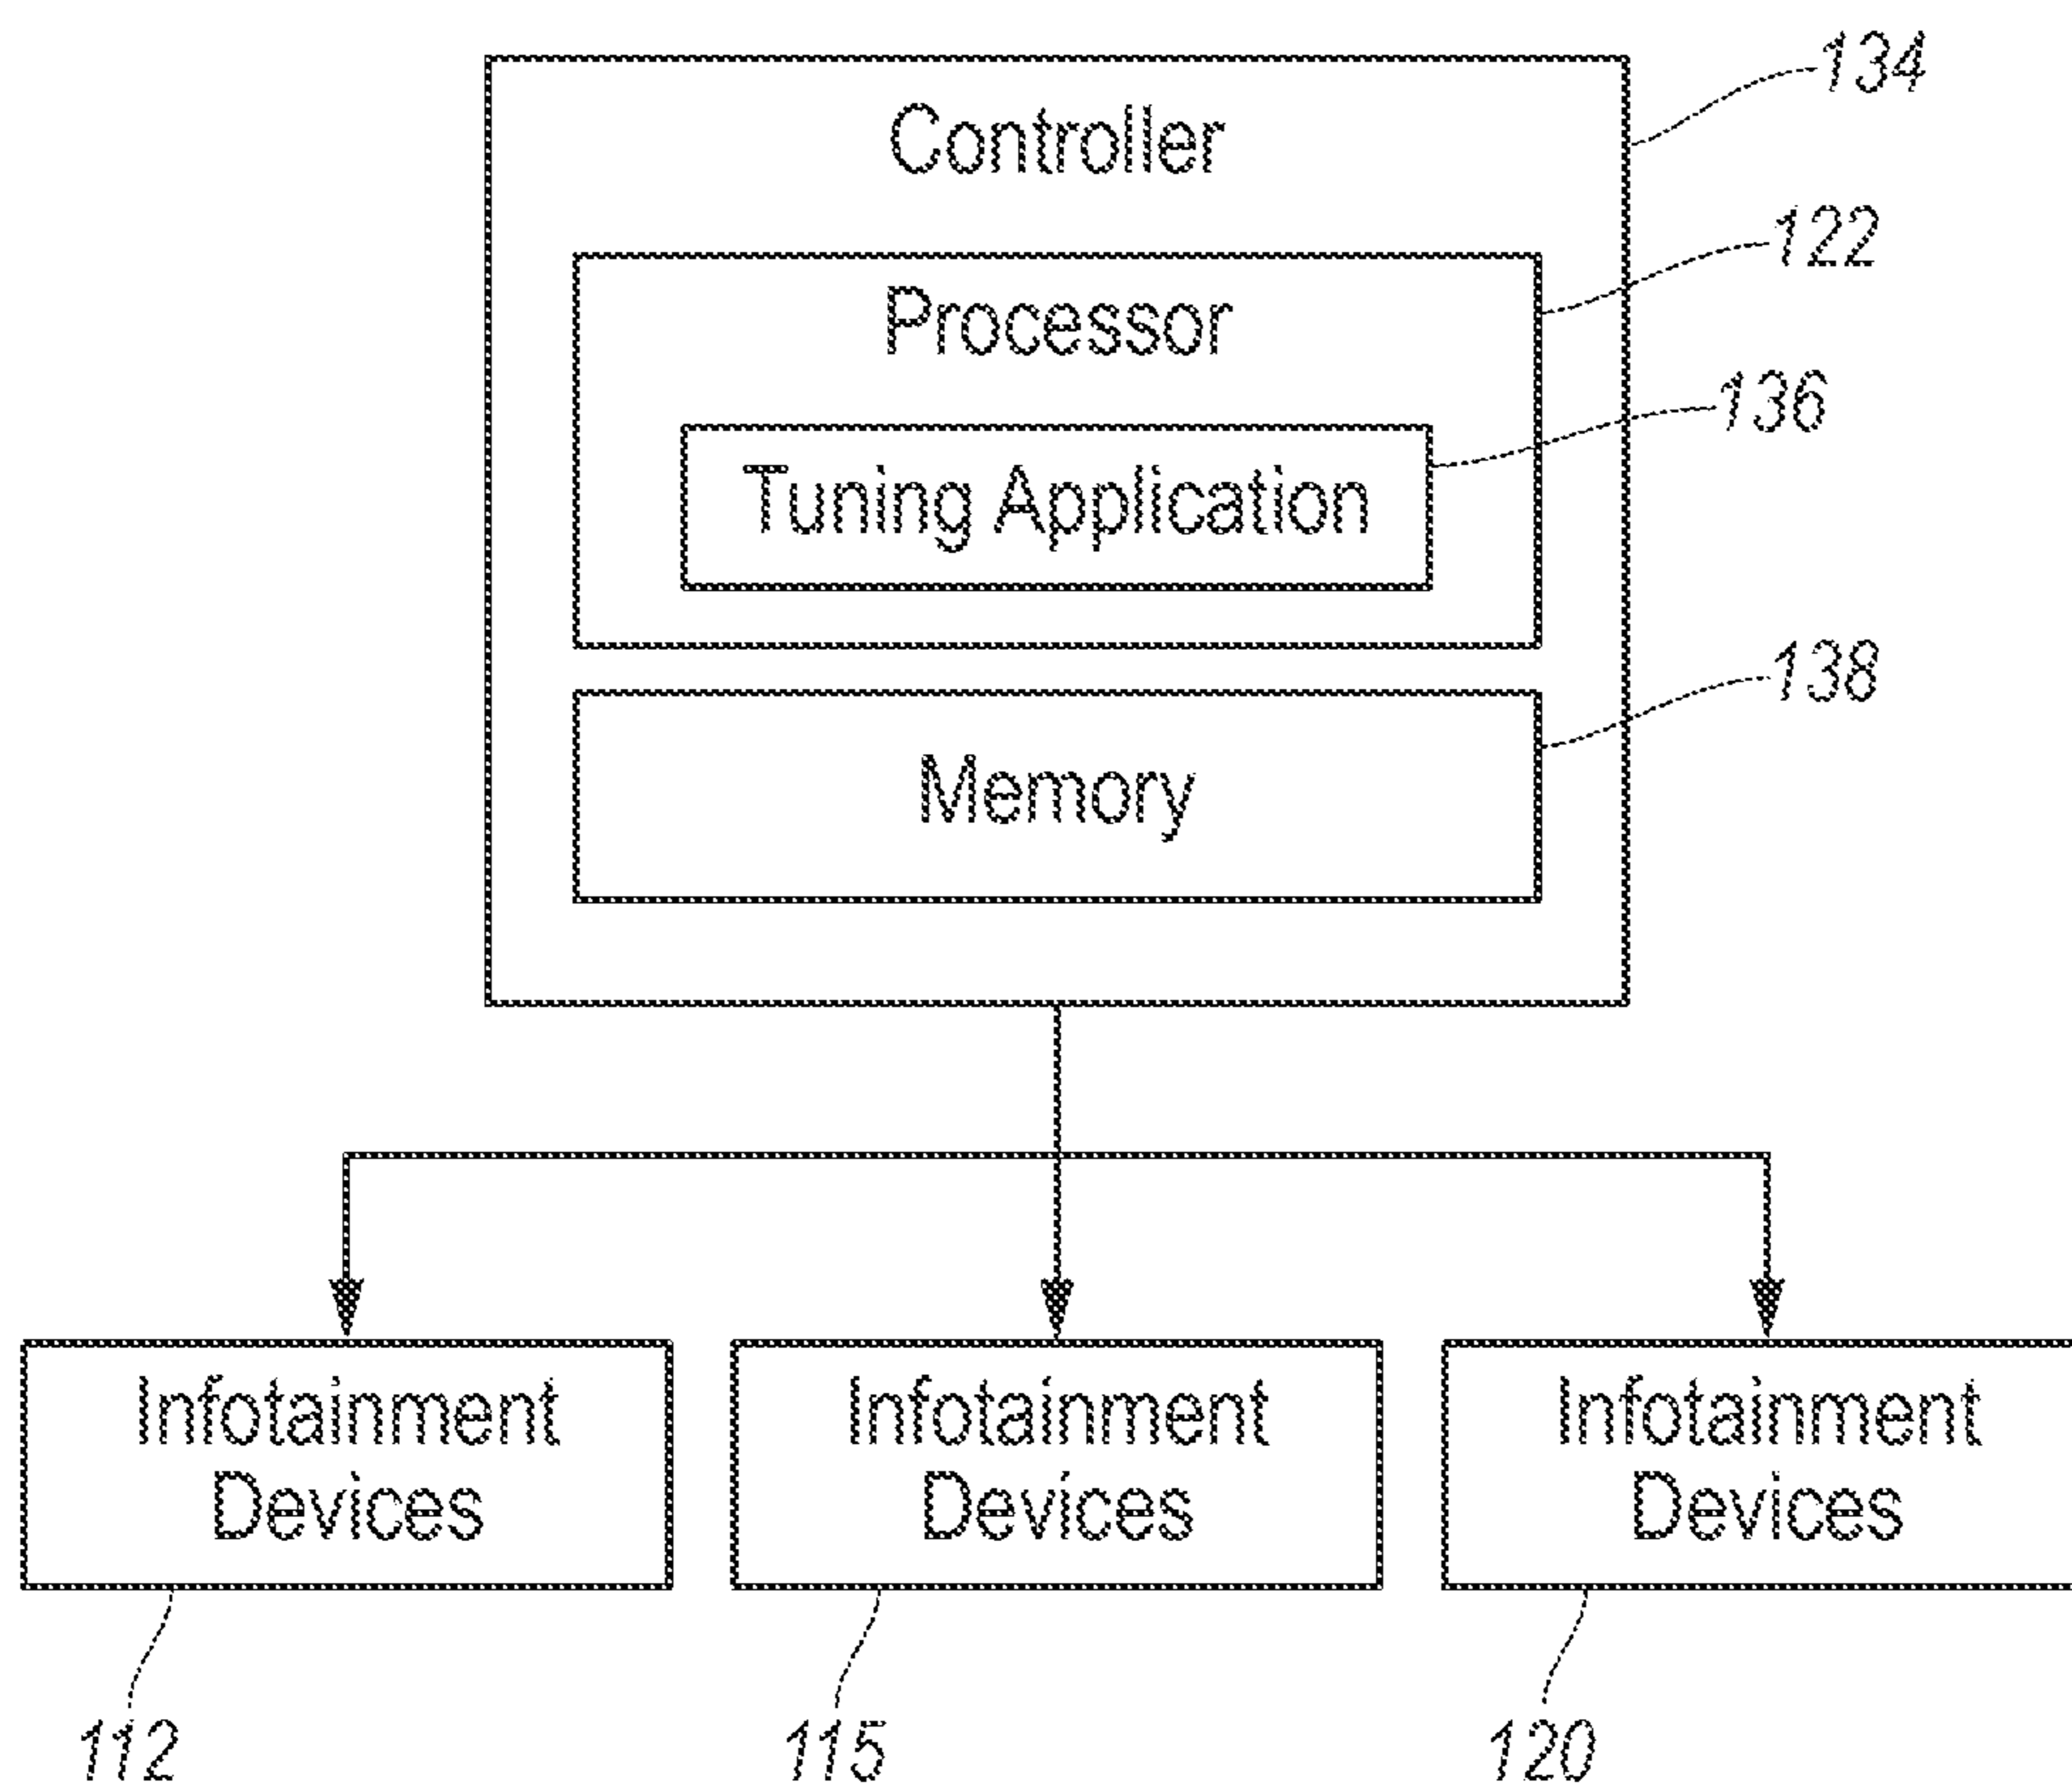 134
Controller
122
Processor
136
Tuning Application
138
Memory
Infotainment
Devices
Infotainment
Devices
Infotainment
Devices
112
115
120